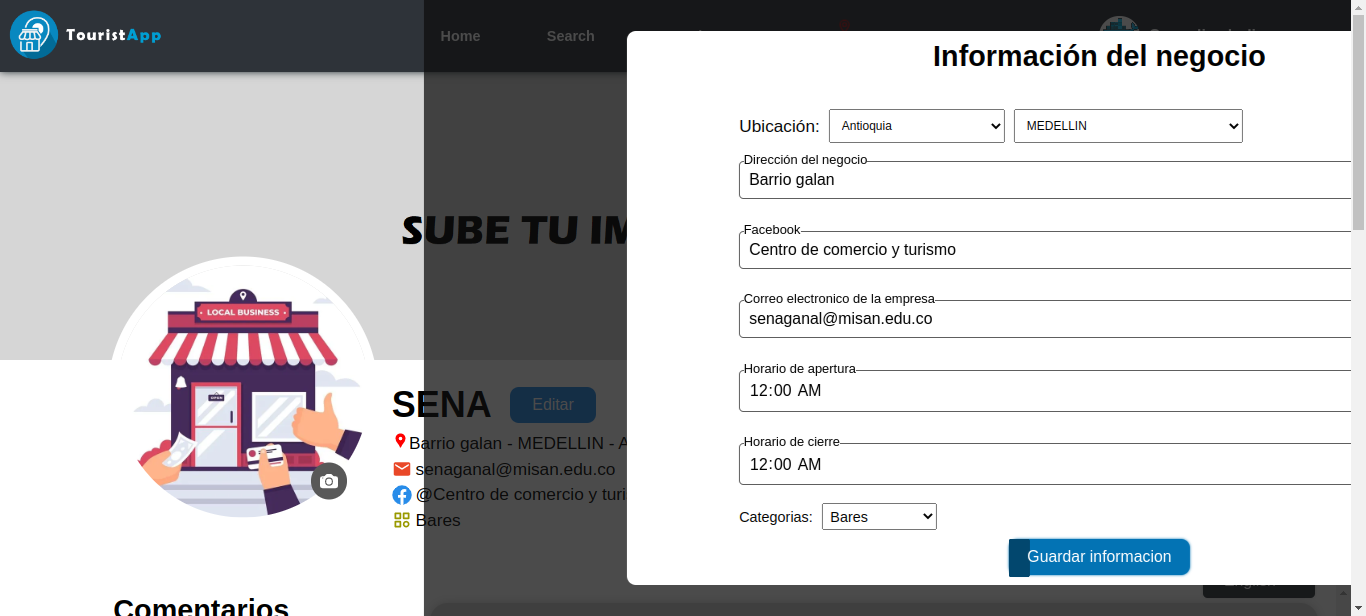 TouristApp
Home
Search
Información del negocio
Ubicación:
Antioquia
MEDELLIN
Dirección del negocio
Barrio galan
Facebook
Centro de comercio y turismo
Correo electronico de la empresa
senaganal@misan.edu.co
Horario de apertura
12:00 AM
Horario de cierre
12:00 AM
Categorias:
Bares
Guardar informacion
SUBE TU IM
LOCAL BUSINESS
OPEN
SENA
Editar
Barrio galan - MEDELLIN - A
senaganal@misan.edu.co
@Centro de comercio y turi
Bares
Comentarios